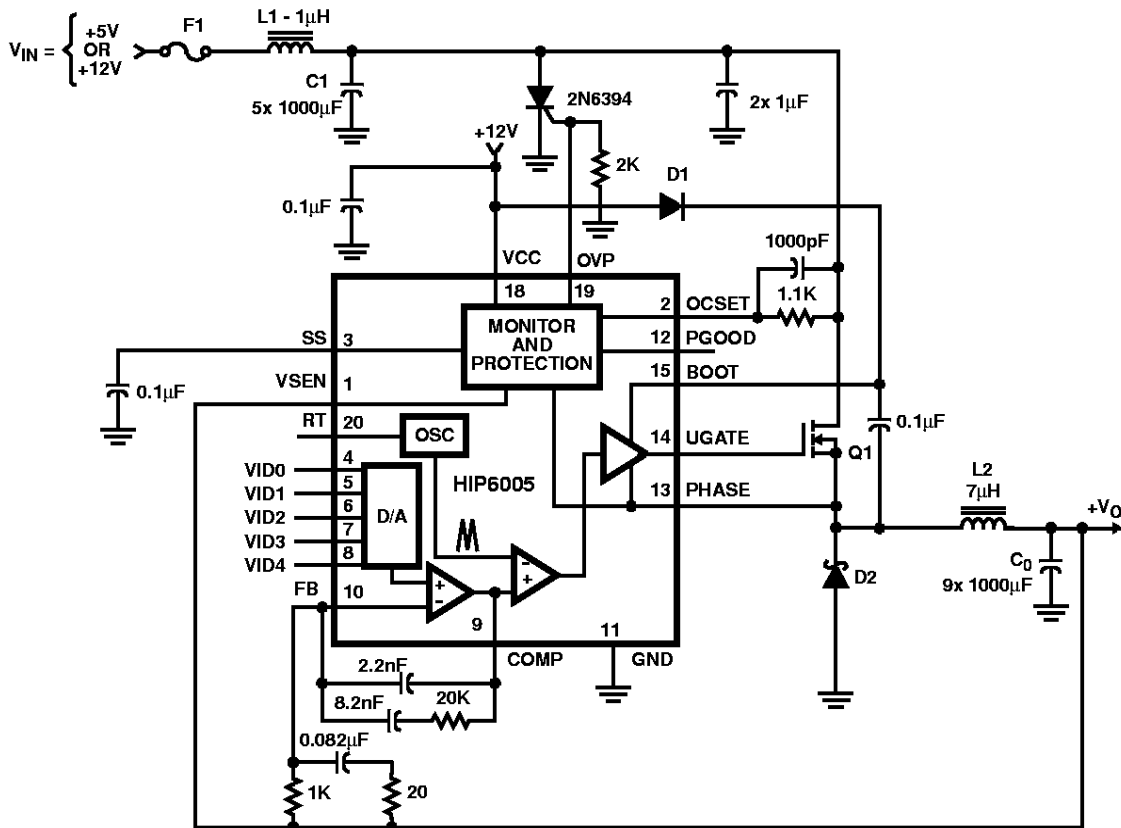 F1
L1 - 1µH
VIN = +5V OR +12V
C1
5x 1000µF
2N6394
2x 1µF
+12V
2K
D1
0.1µF
1000pF
VCC
OVP
18
19
2
OCSET
1.1K
MONITOR
AND
PROTECTION
SS
3
12
PGOOD
15
BOOT
VSEN
1
0.1µF
0.1µF
RT
20
OSC
14
UGATE
Q1
VID0
4
VID1
5
VID2
6
VID3
7
VID4
8
D/A
HIP6005
13
PHASE
L2
7µH
+VO
+
-
-
+
D2
C0
9x 1000µF
FB
10
9
11
COMP
GND
2.2nF
8.2nF
20K
0.082µF
1K
20